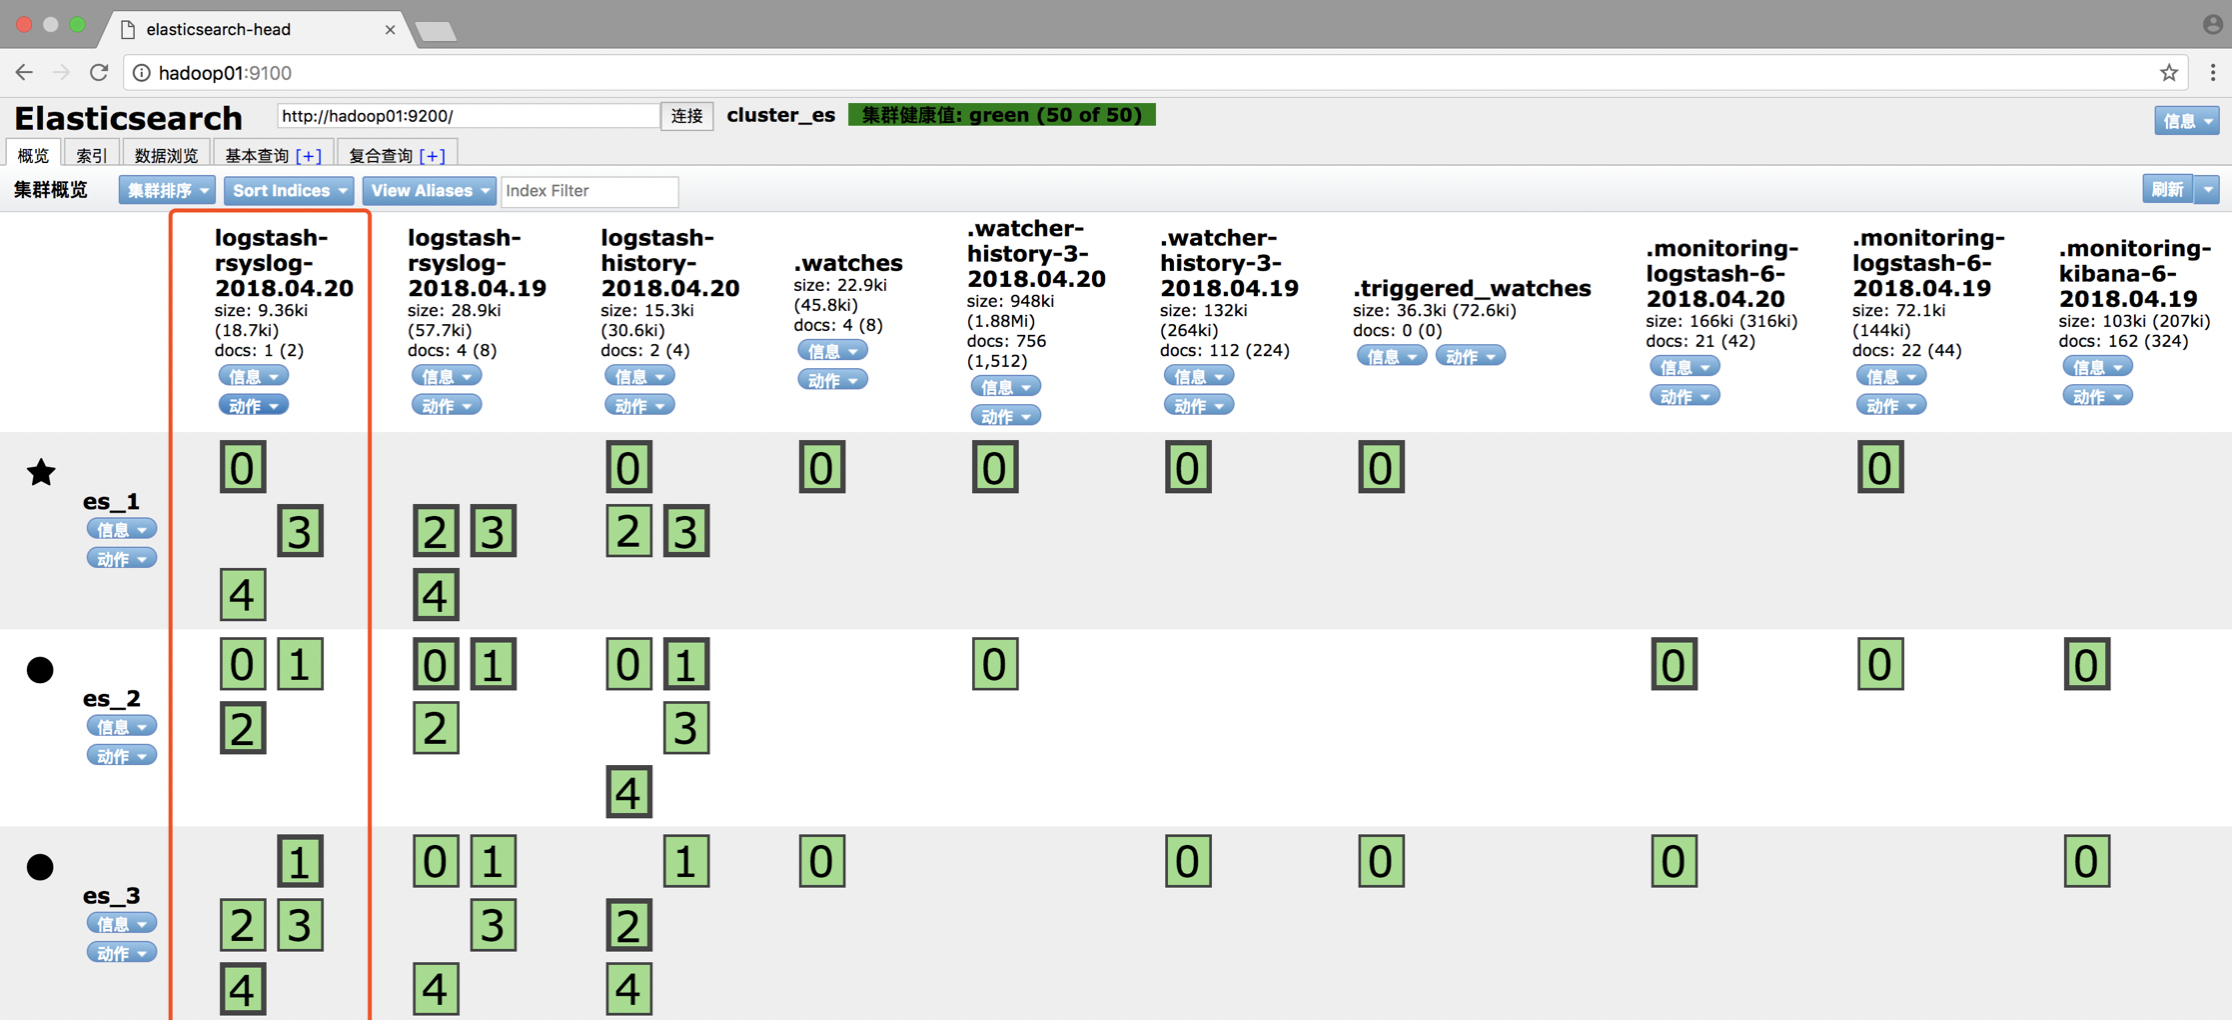 elasticsearch-head
hadoop01:9100
Elasticsearch http://hadoop01:9200/ 连接 cluster_es 集群健康值: green (50 of 50) 信息
概览 索引 数据浏览 基本查询 [+] 复合查询 [+]
集群概览 集群排序 Sort Indices View Aliases Index Filter 刷新
logstash-
rsyslog-
2018.04.20
size: 9.36ki
(18.7ki)
docs: 1 (2)
信息
动作
logstash-
rsyslog-
2018.04.19
size: 28.9ki
(57.7ki)
docs: 4 (8)
信息
动作
logstash-
history-
2018.04.20
size: 15.3ki
(30.6ki)
docs: 2 (4)
信息
动作
.watches
size: 22.9ki
(45.8ki)
docs: 4 (8)
信息
动作
.watcher-
history-3-
2018.04.20
size: 948ki
(1.88Mi)
docs: 756
(1,512)
信息
动作
.watcher-
history-3-
2018.04.19
size: 132ki
(264ki)
docs: 112 (224)
信息
动作
.triggered_watches
size: 36.3ki (72.6ki)
docs: 0 (0)
信息 动作
.monitoring-
logstash-6-
2018.04.20
size: 166ki (316ki)
docs: 21 (42)
信息
动作
.monitoring-
logstash-6-
2018.04.19
size: 72.1ki
(144ki)
docs: 22 (44)
信息
动作
.monitoring-
kibana-6-
2018.04.19
size: 103ki (207ki)
docs: 162 (324)
信息
动作
es_1
信息
动作
0 0 0 0 0 0 0
3 2 3 2 3
4 4
es_2
信息
动作
0 1 0 1 0 1 0 0 0 0
2 2 3
4
es_3
信息
动作
1 0 1 1 0 0 0 0 0
2 3 3 2
4 4 4